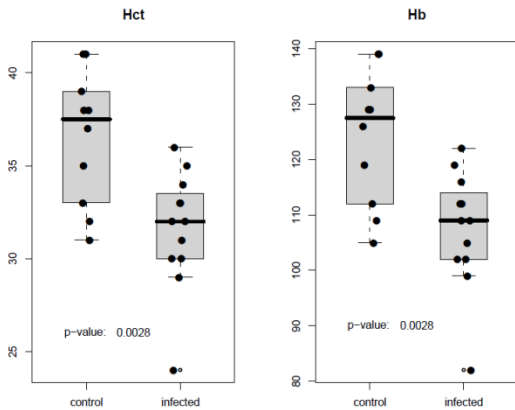 Hct
40
35
30
25
p-value: 0.0028
control infected
Hb
140
130
120
110
100
90
80
p-value: 0.0028
control infected